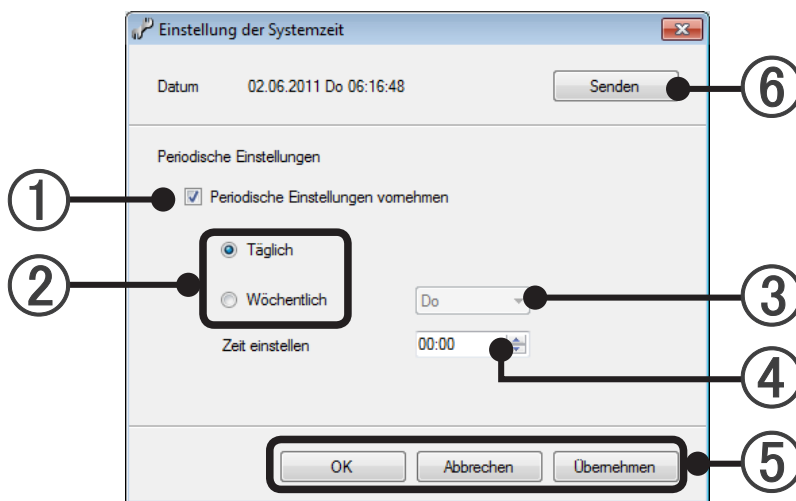 Einstellung der Systemzeit
Datum 02.06.2011 Do 06:16:48 Senden ⑥
Periodische Einstellungen
① Periodische Einstellungen vornehmen
② Täglich
Wöchentlich Do ③
Zeit einstellen 00:00
④
OK Abbrechen Übernehmen ⑤